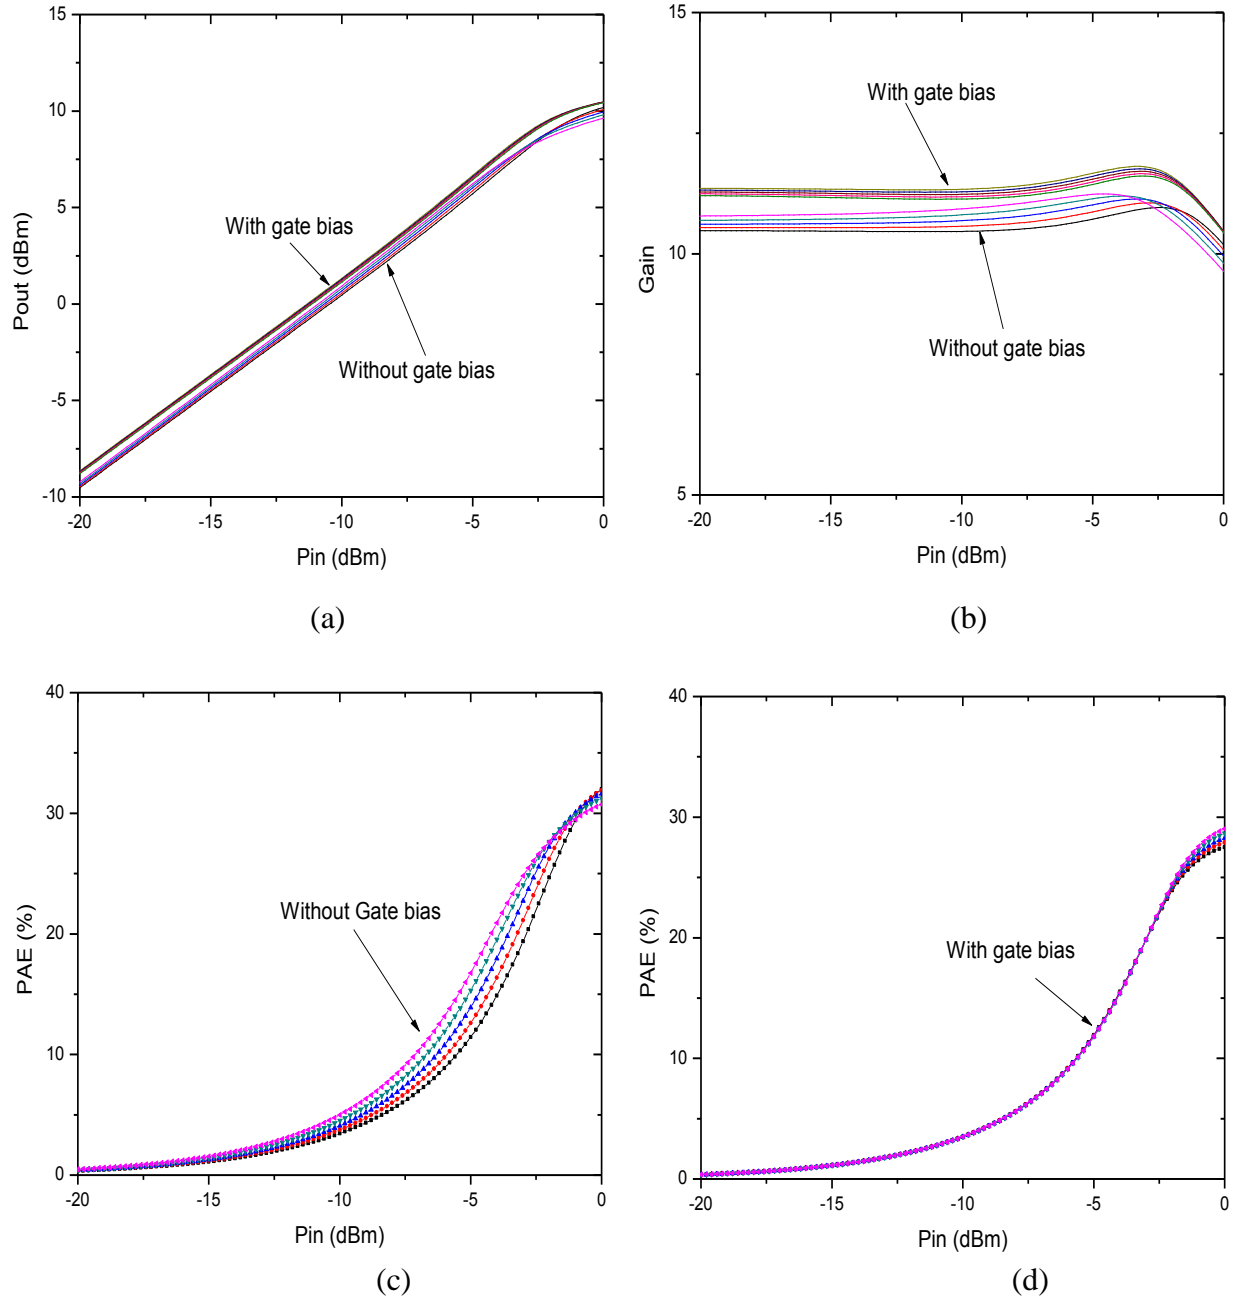 15
10
5
0
-5
-10
-20
-15
-10
-5
0
Pout (dBm)
Pin (dBm)
With gate bias
Without gate bias
(a)
15
10
5
-20
-15
-10
-5
0
Gain
Pin (dBm)
With gate bias
Without gate bias
(b)
40
30
20
10
0
-20
-15
-10
-5
0
PAE (%)
Pin (dBm)
Without Gate bias
(c)
40
30
20
10
0
-20
-15
-10
-5
0
PAE (%)
Pin (dBm)
With gate bias
(d)